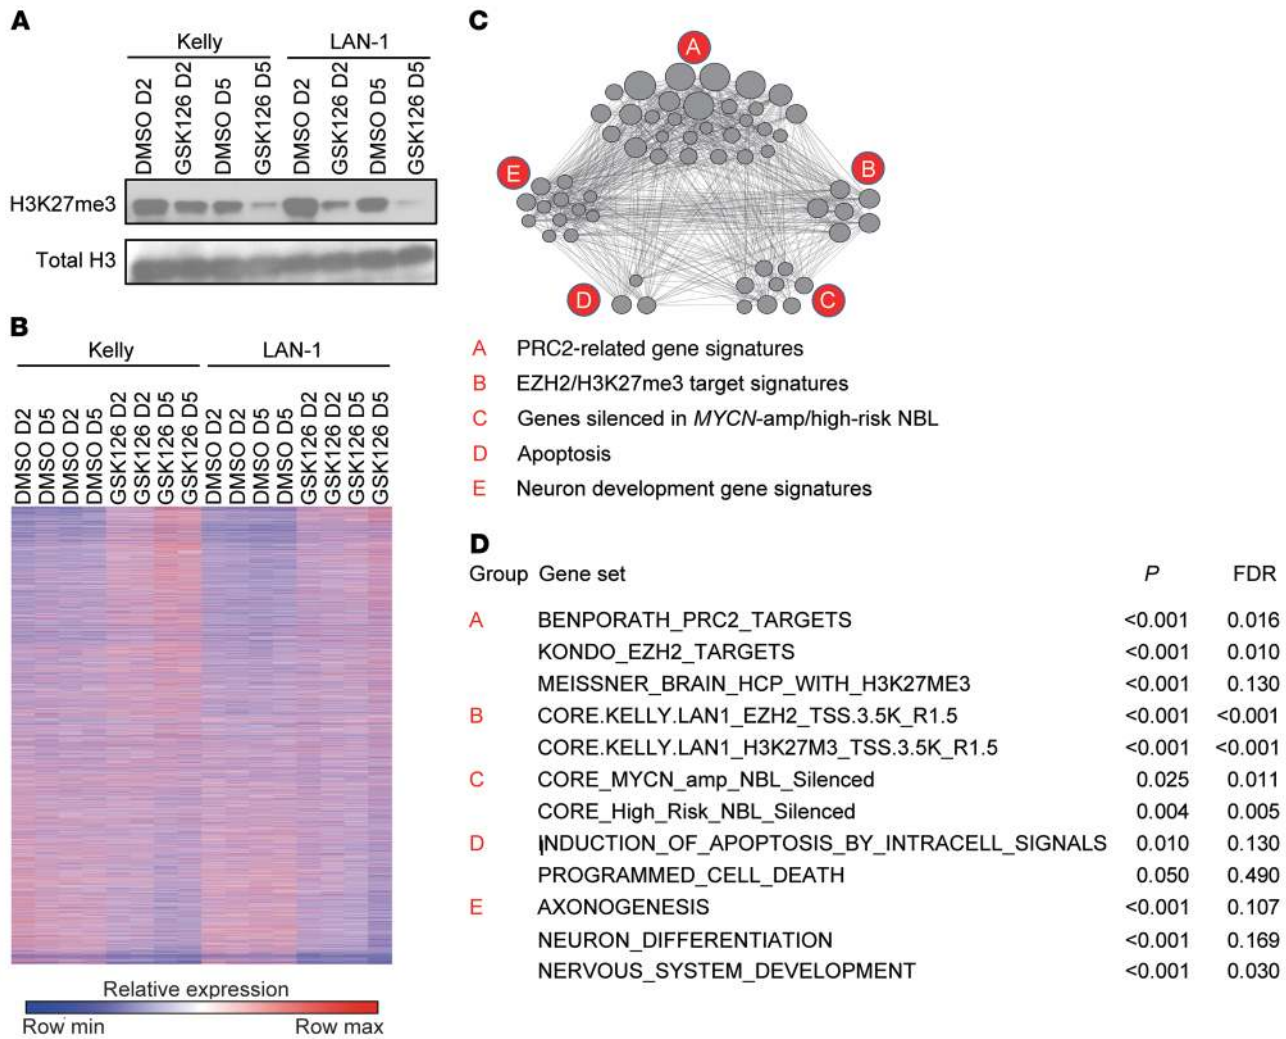 A
Kelly LAN-1
DMSO D2 GSK126 D2 DMSO D5 GSK126 D5 DMSO D2 GSK126 D2 DMSO D5 GSK126 D5
H3K27me3
Total H3
B
Kelly LAN-1
DMSO D2 DMSO D5 DMSO D2 DMSO D5 GSK126 D2 GSK126 D2 GSK126 D5 GSK126 D5 DMSO D2 DMSO D2 DMSO D5 DMSO D5 GSK126 D2 GSK126 D2 GSK126 D5 GSK126 D5
Relative expression
Row min Row max
C
A
B
E
D
C
A PRC2-related gene signatures
B EZH2/H3K27me3 target signatures
C Genes silenced in MYCN-amp/high-risk NBL
D Apoptosis
E Neuron development gene signatures
D
Group Gene set P FDR
A BENPORATH_PRC2_TARGETS <0.001 0.016
KONDO_EZH2_TARGETS <0.001 0.010
MEISSNER_BRAIN_HCP_WITH_H3K27ME3 <0.001 0.130
B CORE.KELLY.LAN1_EZH2_TSS.3.5K_R1.5 <0.001 <0.001
CORE.KELLY.LAN1_H3K27M3_TSS.3.5K_R1.5 <0.001 <0.001
C CORE_MYCN_amp_NBL_Silenced 0.025 0.011
CORE_High_Risk_NBL_Silenced 0.004 0.005
D INDUCTION_OF_APOPTOSIS_BY_INTRACELL_SIGNALS 0.010 0.130
PROGRAMMED_CELL_DEATH 0.050 0.490
E AXONOGENESIS <0.001 0.107
NEURON_DIFFERENTIATION <0.001 0.169
NERVOUS_SYSTEM_DEVELOPMENT <0.001 0.030